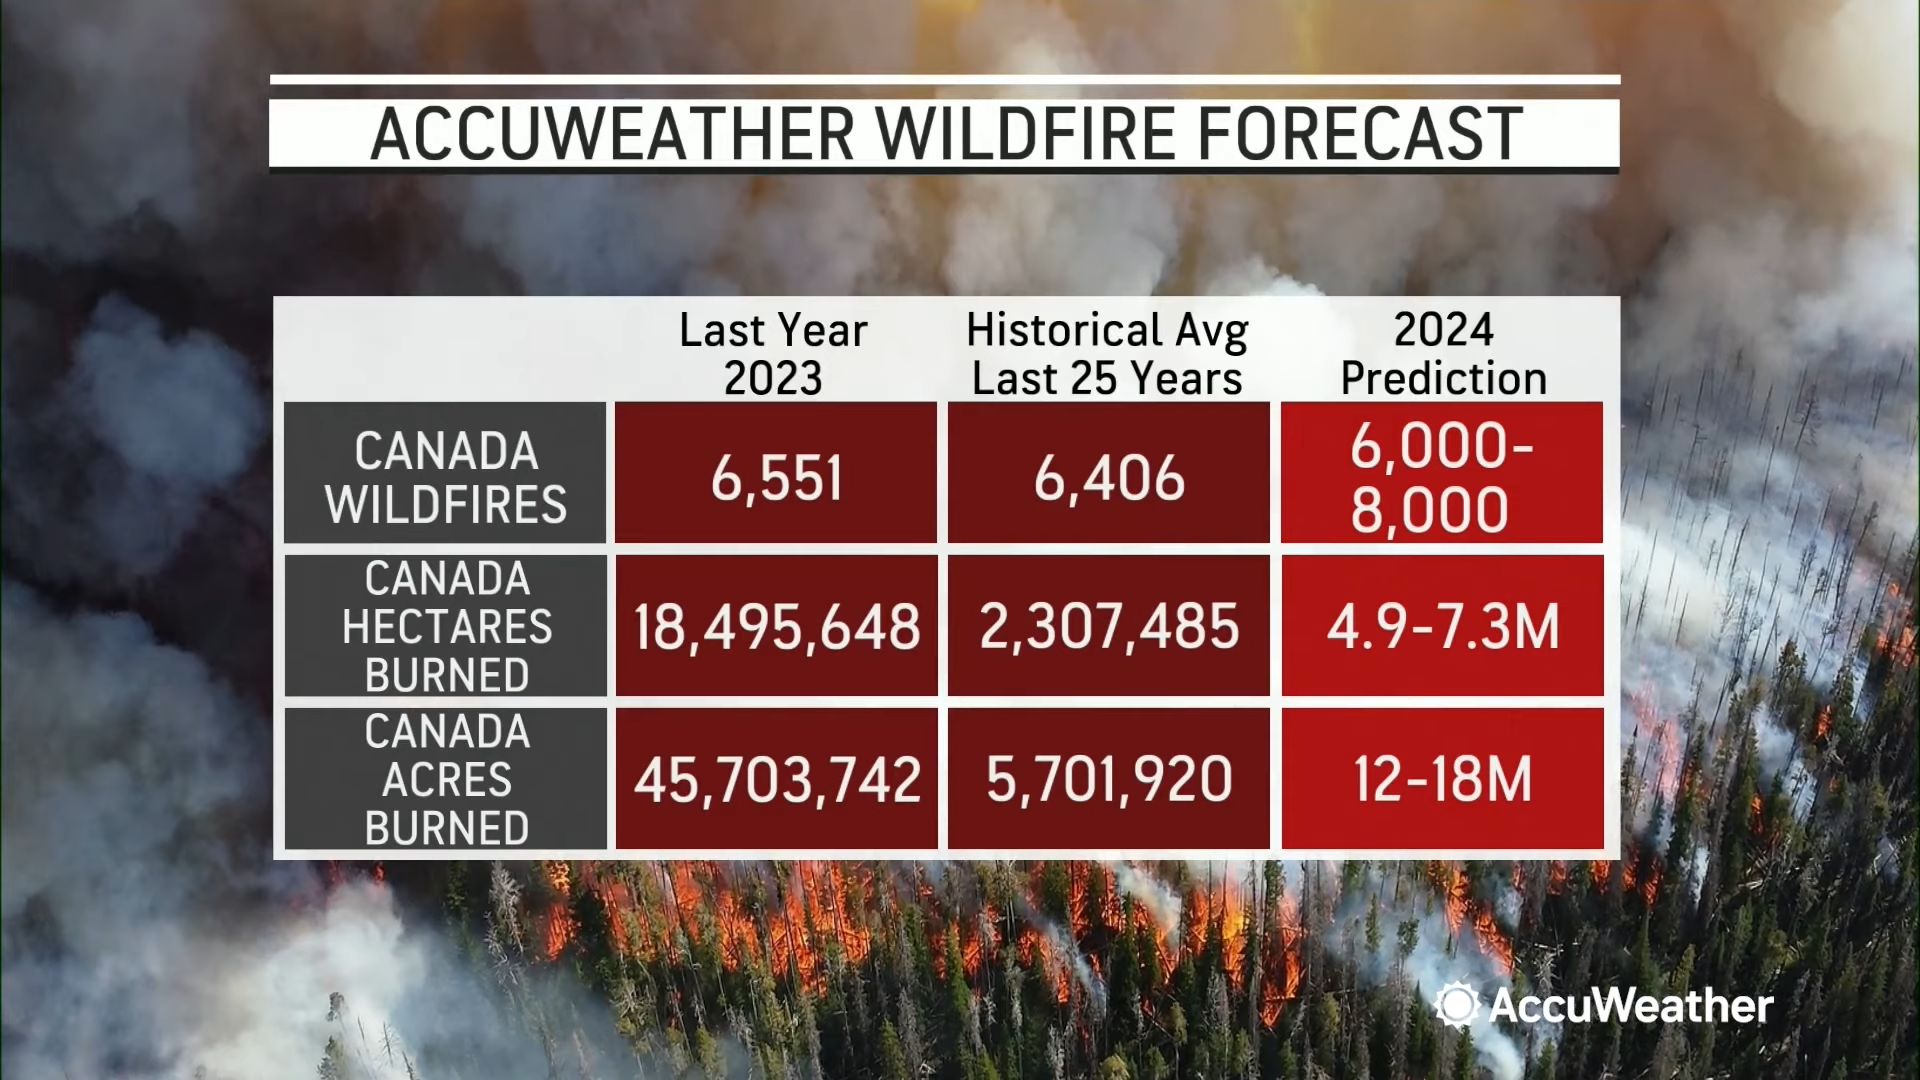 ACCUWEATHER WILDFIRE FORECAST
Last Year
2023
Historical Avg
Last 25 Years
2024
Prediction
CANADA
WILDFIRES
6,551
6,406
6,000-
8,000
CANADA
HECTARES
BURNED
18,495,648
2,307,485
4.9-7.3M
CANADA
ACRES
BURNED
45,703,742
5,701,920
12-18M
AccuWeather